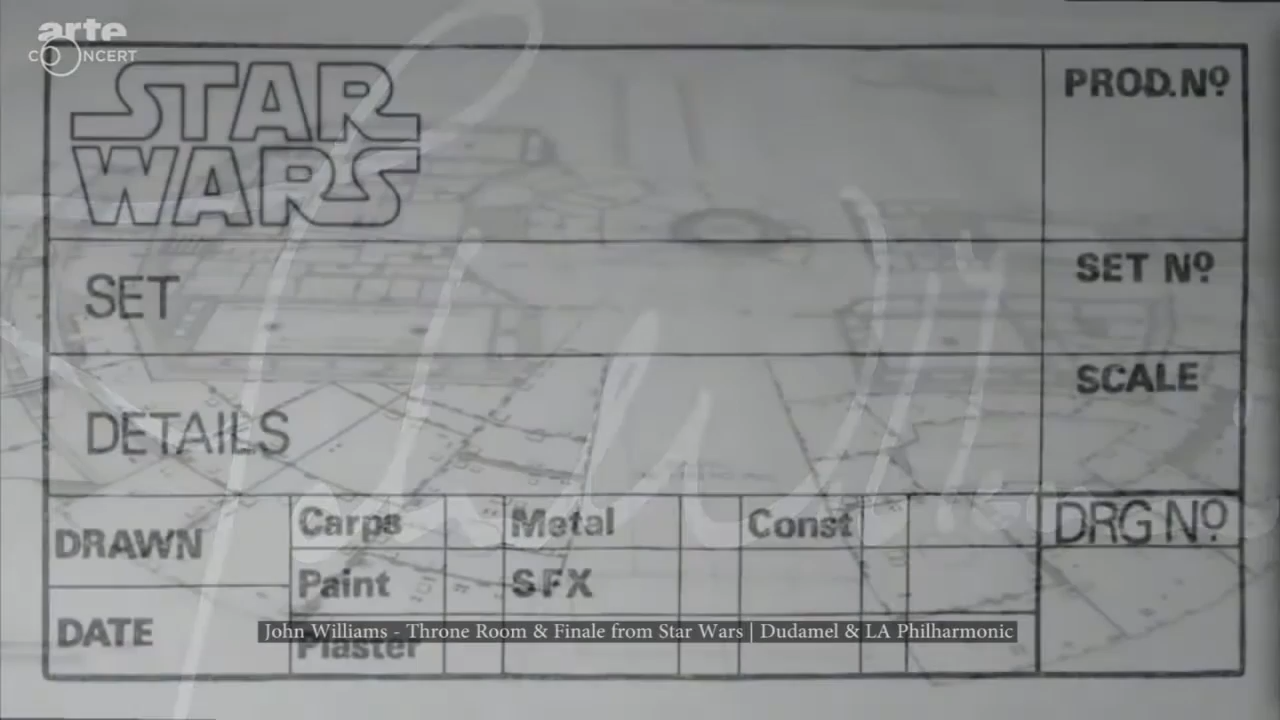 arte
CONCERT
STAR
WARS
PROD.Nº
SET
SET Nº
DETAILS
SCALE
DRAWN
Carps
Metal
Const
DRG Nº
Paint
SFX
DATE
Plaster
John Williams - Throne Room & Finale from Star Wars | Dudamel & LA Philharmonic